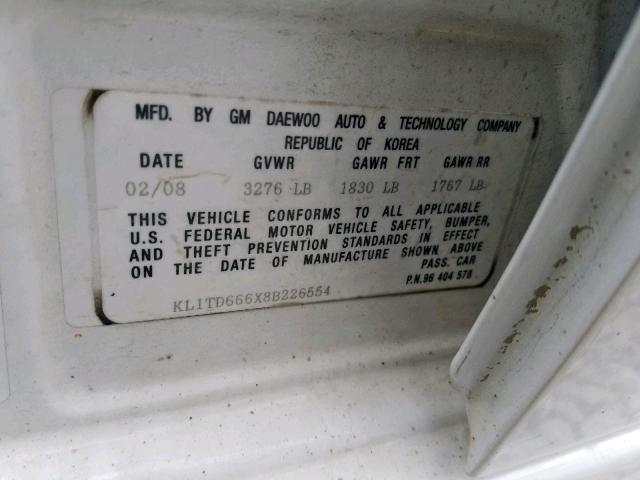 MFD. BY GM DAEWOO AUTO & TECHNOLOGY COMPANY
REPUBLIC OF KOREA
DATE GVWR GAWR FRT GAWR RR
02/08 3276 LB 1830 LB 1767 LB
THIS VEHICLE CONFORMS TO ALL APPLICABLE
U.S. FEDERAL MOTOR VEHICLE SAFETY, BUMPER,
AND THEFT PREVENTION STANDARDS IN EFFECT
ON THE DATE OF MANUFACTURE SHOWN ABOVE
PASS. CAR
P.N.96 404 578
KL1TD666X8B226554